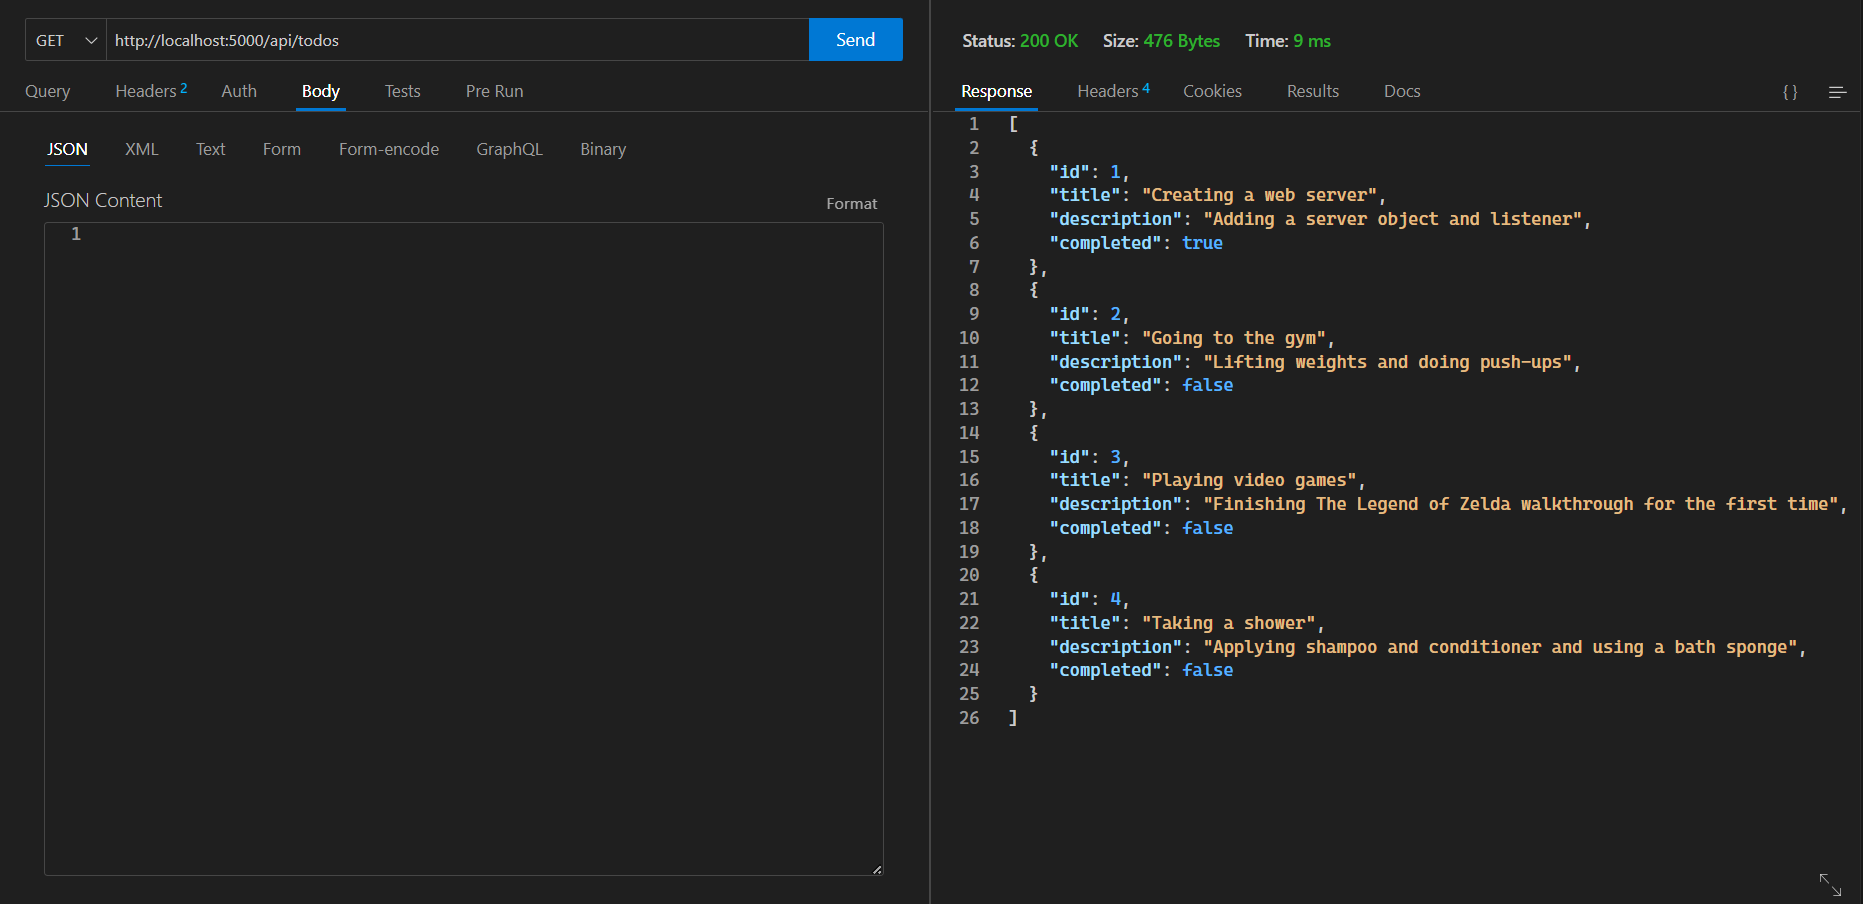 GET http://localhost:5000/api/todos Send
Query Headers 2 Auth Body Tests Pre Run
JSON XML Text Form Form-encode GraphQL Binary
JSON Content Format
1
Status: 200 OK Size: 476 Bytes Time: 9 ms
Response Headers 4 Cookies Results Docs {}
1 [
2 {
3 "id": 1,
4 "title": "Creating a web server",
5 "description": "Adding a server object and listener",
6 "completed": true
7 },
8 {
9 "id": 2,
10 "title": "Going to the gym",
11 "description": "Lifting weights and doing push-ups",
12 "completed": false
13 },
14 {
15 "id": 3,
16 "title": "Playing video games",
17 "description": "Finishing The Legend of Zelda walkthrough for the first time",
18 "completed": false
19 },
20 {
21 "id": 4,
22 "title": "Taking a shower",
23 "description": "Applying shampoo and conditioner and using a bath sponge",
24 "completed": false
25 }
26 ]